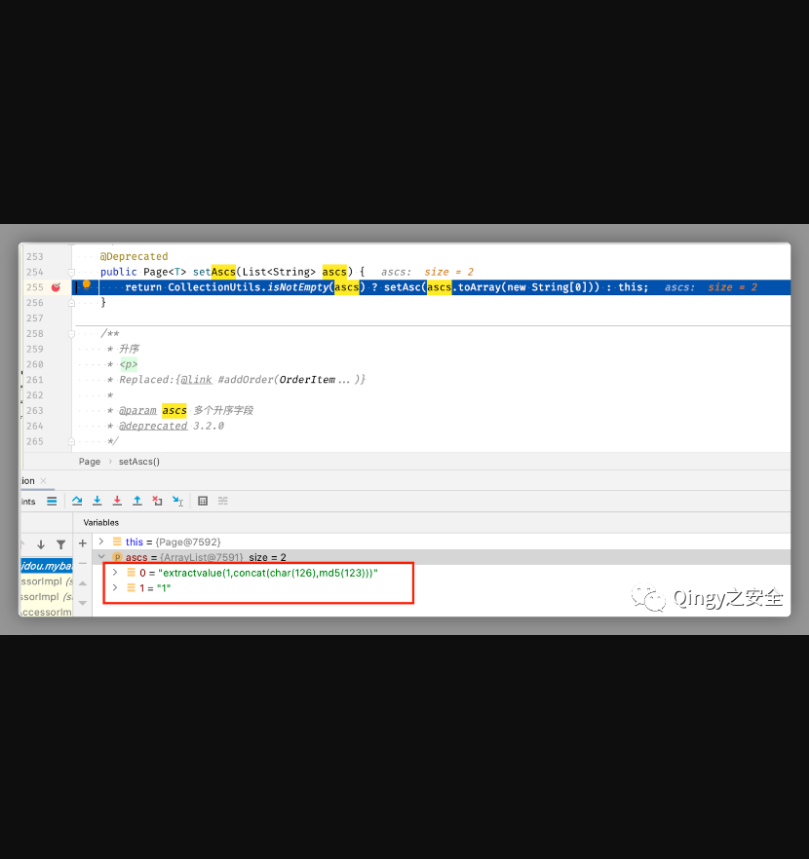 253 @Deprecated
254 public Page<T> setAscs(List<String> ascs) { ascs: size = 2
255 return CollectionUtils.isNotEmpty(ascs) ? setAsc(ascs.toArray(new String[0])) : this; ascs: size = 2
256 }
257
258 /**
259 * 升序
260 * <p>
261 * Replaced:{@link #addOrder(OrderItem...)}
262 *
263 * @param ascs 多个升序字段
264 * @deprecated 3.2.0
265 */
Page › setAscs()
ion ×
ints
Variables
this = {Page@7592}
idou.myba
ascs = {ArrayList@7591} size = 2
ssorImpl (s
0 = "extractvalue(1,concat(char(126),md5(123)))"
ssorImpl (s
1 = "1"
ccessorIm
Qingy之安全